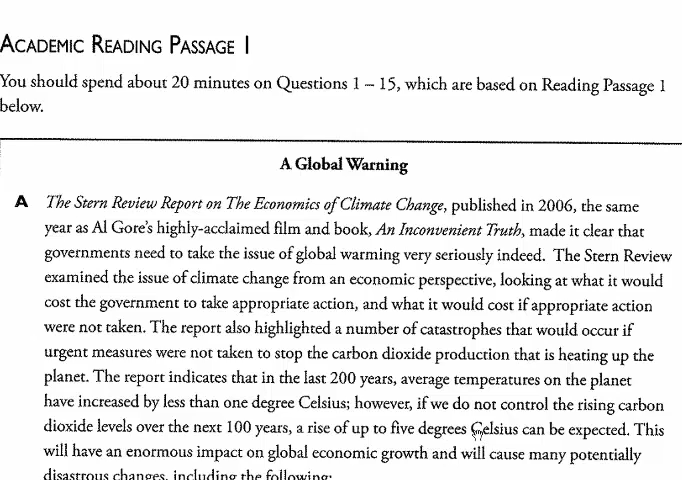 ACADEMIC READING PASSAGE 1
You should spend about 20 minutes on Questions 1 – 15, which are based on Reading Passage 1
below.
A Global Warning
A The Stern Review Report on The Economics of Climate Change, published in 2006, the same
year as Al Gore's highly-acclaimed film and book, An Inconvenient Truth, made it clear that
governments need to take the issue of global warming very seriously indeed. The Stern Review
examined the issue of climate change from an economic perspective, looking at what it would
cost the government to take appropriate action, and what it would cost if appropriate action
were not taken. The report also highlighted a number of catastrophes that would occur if
urgent measures were not taken to stop the carbon dioxide production that is heating up the
planet. The report indicates that in the last 200 years, average temperatures on the planet
have increased by less than one degree Celsius; however, if we do not control the rising carbon
dioxide levels over the next 100 years, a rise of up to five degrees Celsius can be expected. This
will have an enormous impact on global economic growth and will cause many potentially
disastrous changes, including the following: